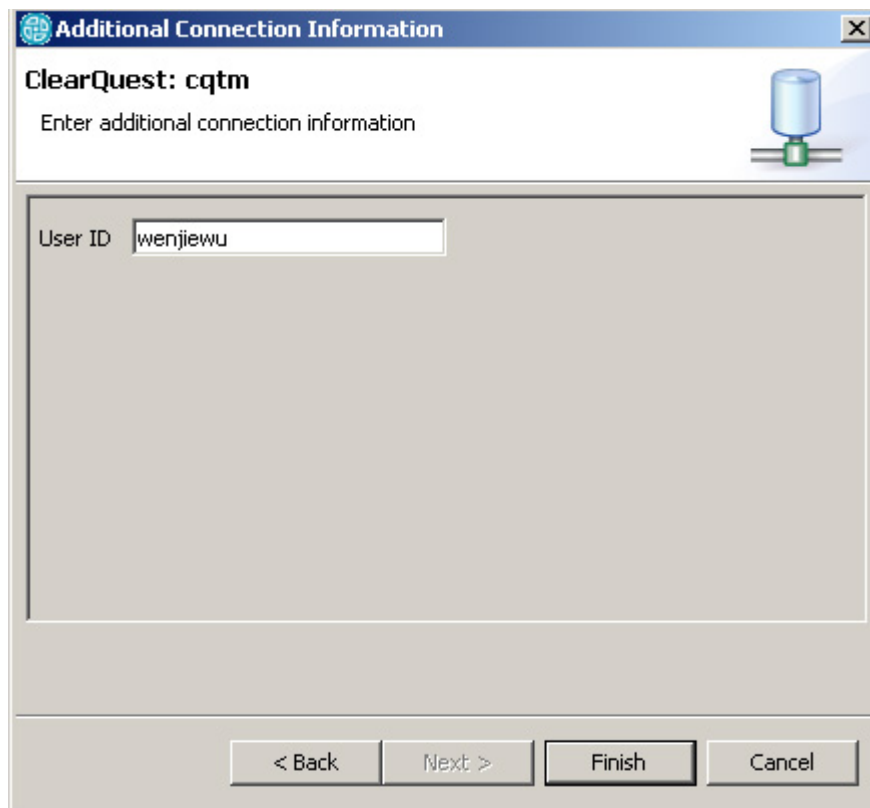 Additional Connection Information
ClearQuest: cqtm
Enter additional connection information
User ID wenjiewu
< Back Next > Finish Cancel